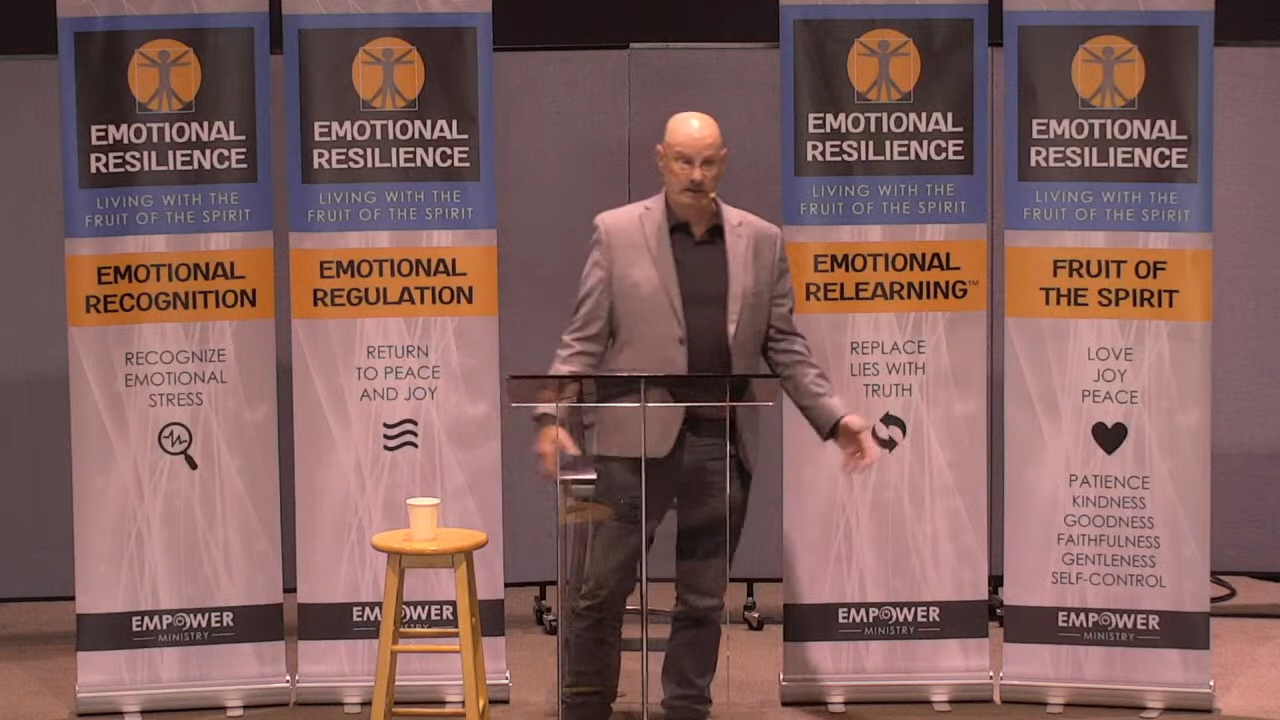 EMOTIONAL
RESILIENCE
LIVING WITH THE
FRUIT OF THE SPIRIT
EMOTIONAL
RECOGNITION
RECOGNIZE
EMOTIONAL
STRESS
EMPOWER
MINISTRY
EMOTIONAL
RESILIENCE
LIVING WITH THE
FRUIT OF THE SPIRIT
EMOTIONAL
REGULATION
RETURN
TO PEACE
AND JOY
EMPOWER
MINISTRY
EMOTIONAL
RESILIENCE
LIVING WITH THE
FRUIT OF THE SPIRIT
EMOTIONAL
RELEARNING™
REPLACE
LIES WITH
TRUTH
EMPOWER
MINISTRY
EMOTIONAL
RESILIENCE
LIVING WITH THE
FRUIT OF THE SPIRIT
FRUIT OF
THE SPIRIT
LOVE
JOY
PEACE
PATIENCE
KINDNESS
GOODNESS
FAITHFULNESS
GENTLENESS
SELF-CONTROL
EMPOWER
MINISTRY